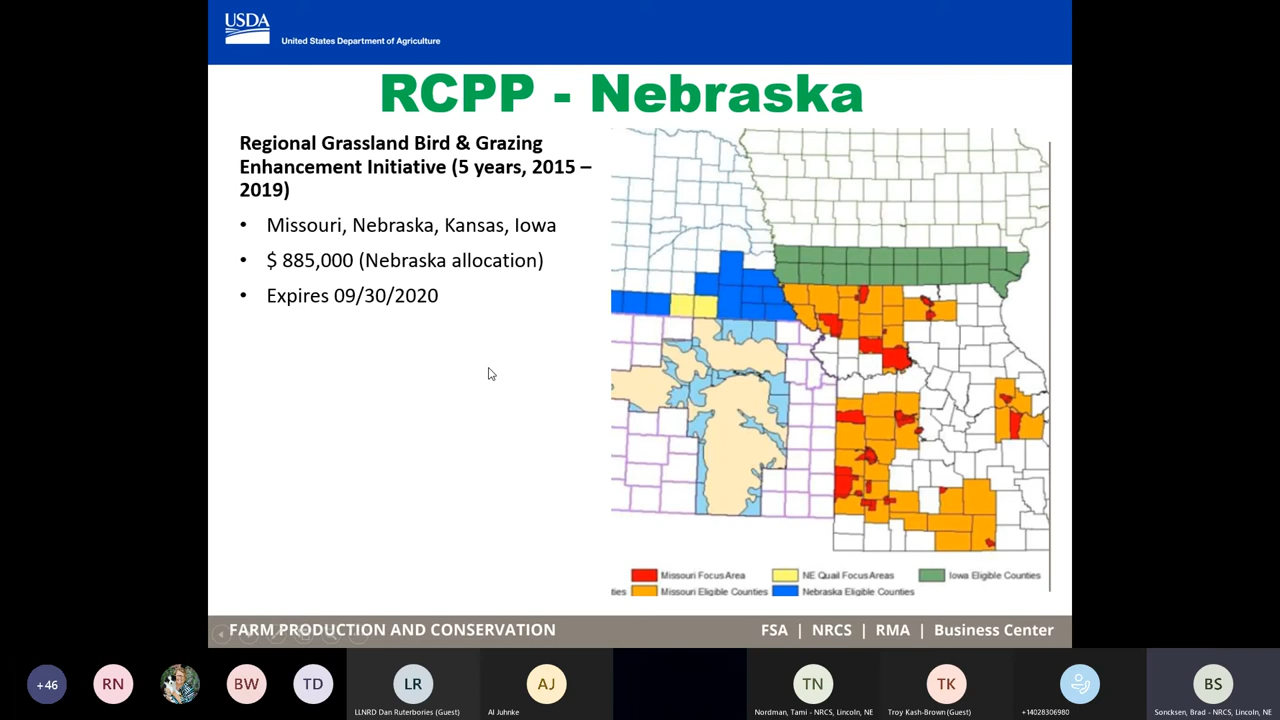 USDA
United States Department of Agriculture
RCPP - Nebraska
Regional Grassland Bird & Grazing
Enhancement Initiative (5 years, 2015 –
2019)
• Missouri, Nebraska, Kansas, Iowa
• $ 885,000 (Nebraska allocation)
• Expires 09/30/2020
Missouri Focus Area
NE Quail Focus Areas
Iowa Eligible Counties
ties
Missouri Eligible Counties
Nebraska Eligible Counties
FARM PRODUCTION AND CONSERVATION
FSA | NRCS | RMA | Business Center
+46
RN
BW
TD
LR
AJ
TN
TK
BS
LLNRD Dan Ruterbories (Guest)
Al Juhnke
Nordman, Tami - NRCS, Lincoln, NE
Troy Kash-Brown (Guest)
+14028306980
Soncksen, Brad - NRCS, Lincoln, NE